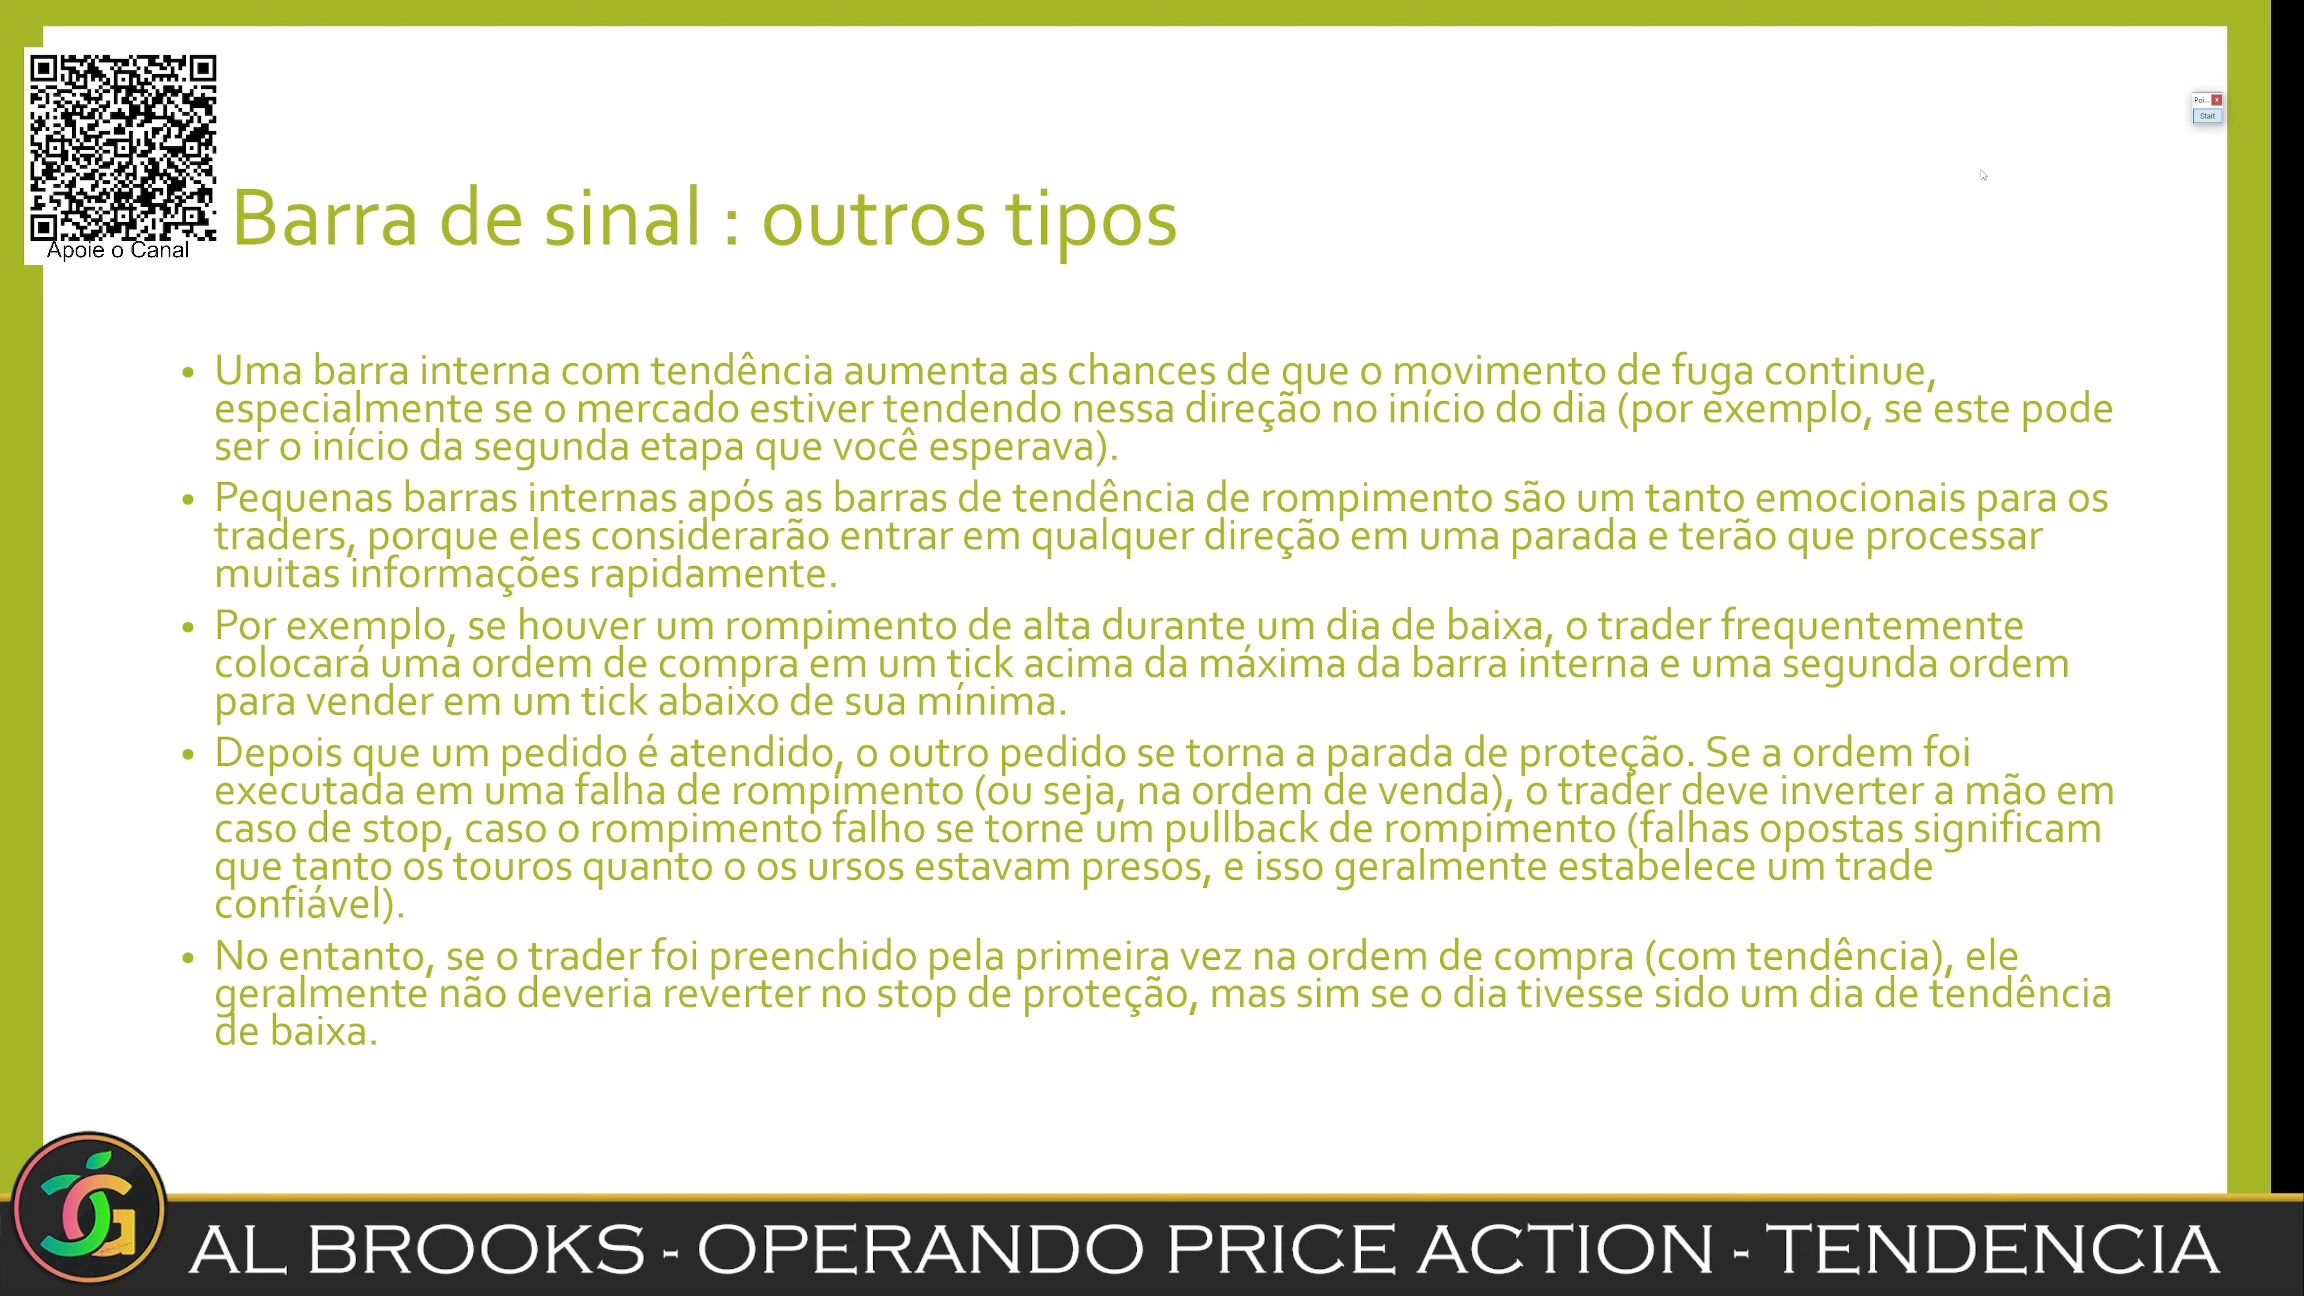 Apoie o Canal
Poi...
x
Start
Barra de sinal : outros tipos
• Uma barra interna com tendência aumenta as chances de que o movimento de fuga continue,
especialmente se o mercado estiver tendendo nessa direção no início do dia (por exemplo, se este pode
ser o início da segunda etapa que você esperava).
• Pequenas barras internas após as barras de tendência de rompimento são um tanto emocionais para os
traders, porque eles considerarão entrar em qualquer direção em uma parada e terão que processar
muitas informações rapidamente.
• Por exemplo, se houver um rompimento de alta durante um dia de baixa, o trader frequentemente
colocará uma ordem de compra em um tick acima da máxima da barra interna e uma segunda ordem
para vender em um tick abaixo de sua mínima.
• Depois que um pedido é atendido, o outro pedido se torna a parada de proteção. Se a ordem foi
executada em uma falha de rompimento (ou seja, na ordem de venda), o trader deve inverter a mão em
caso de stop, caso o rompimento falho se torne um pullback de rompimento (falhas opostas significam
que tanto os touros quanto o os ursos estavam presos, e isso geralmente estabelece um trade
confiável).
• No entanto, se o trader foi preenchido pela primeira vez na ordem de compra (com tendência), ele
geralmente não deveria reverter no stop de proteção, mas sim se o dia tivesse sido um dia de tendência
de baixa.
AL BROOKS - OPERANDO PRICE ACTION - TENDENCIA